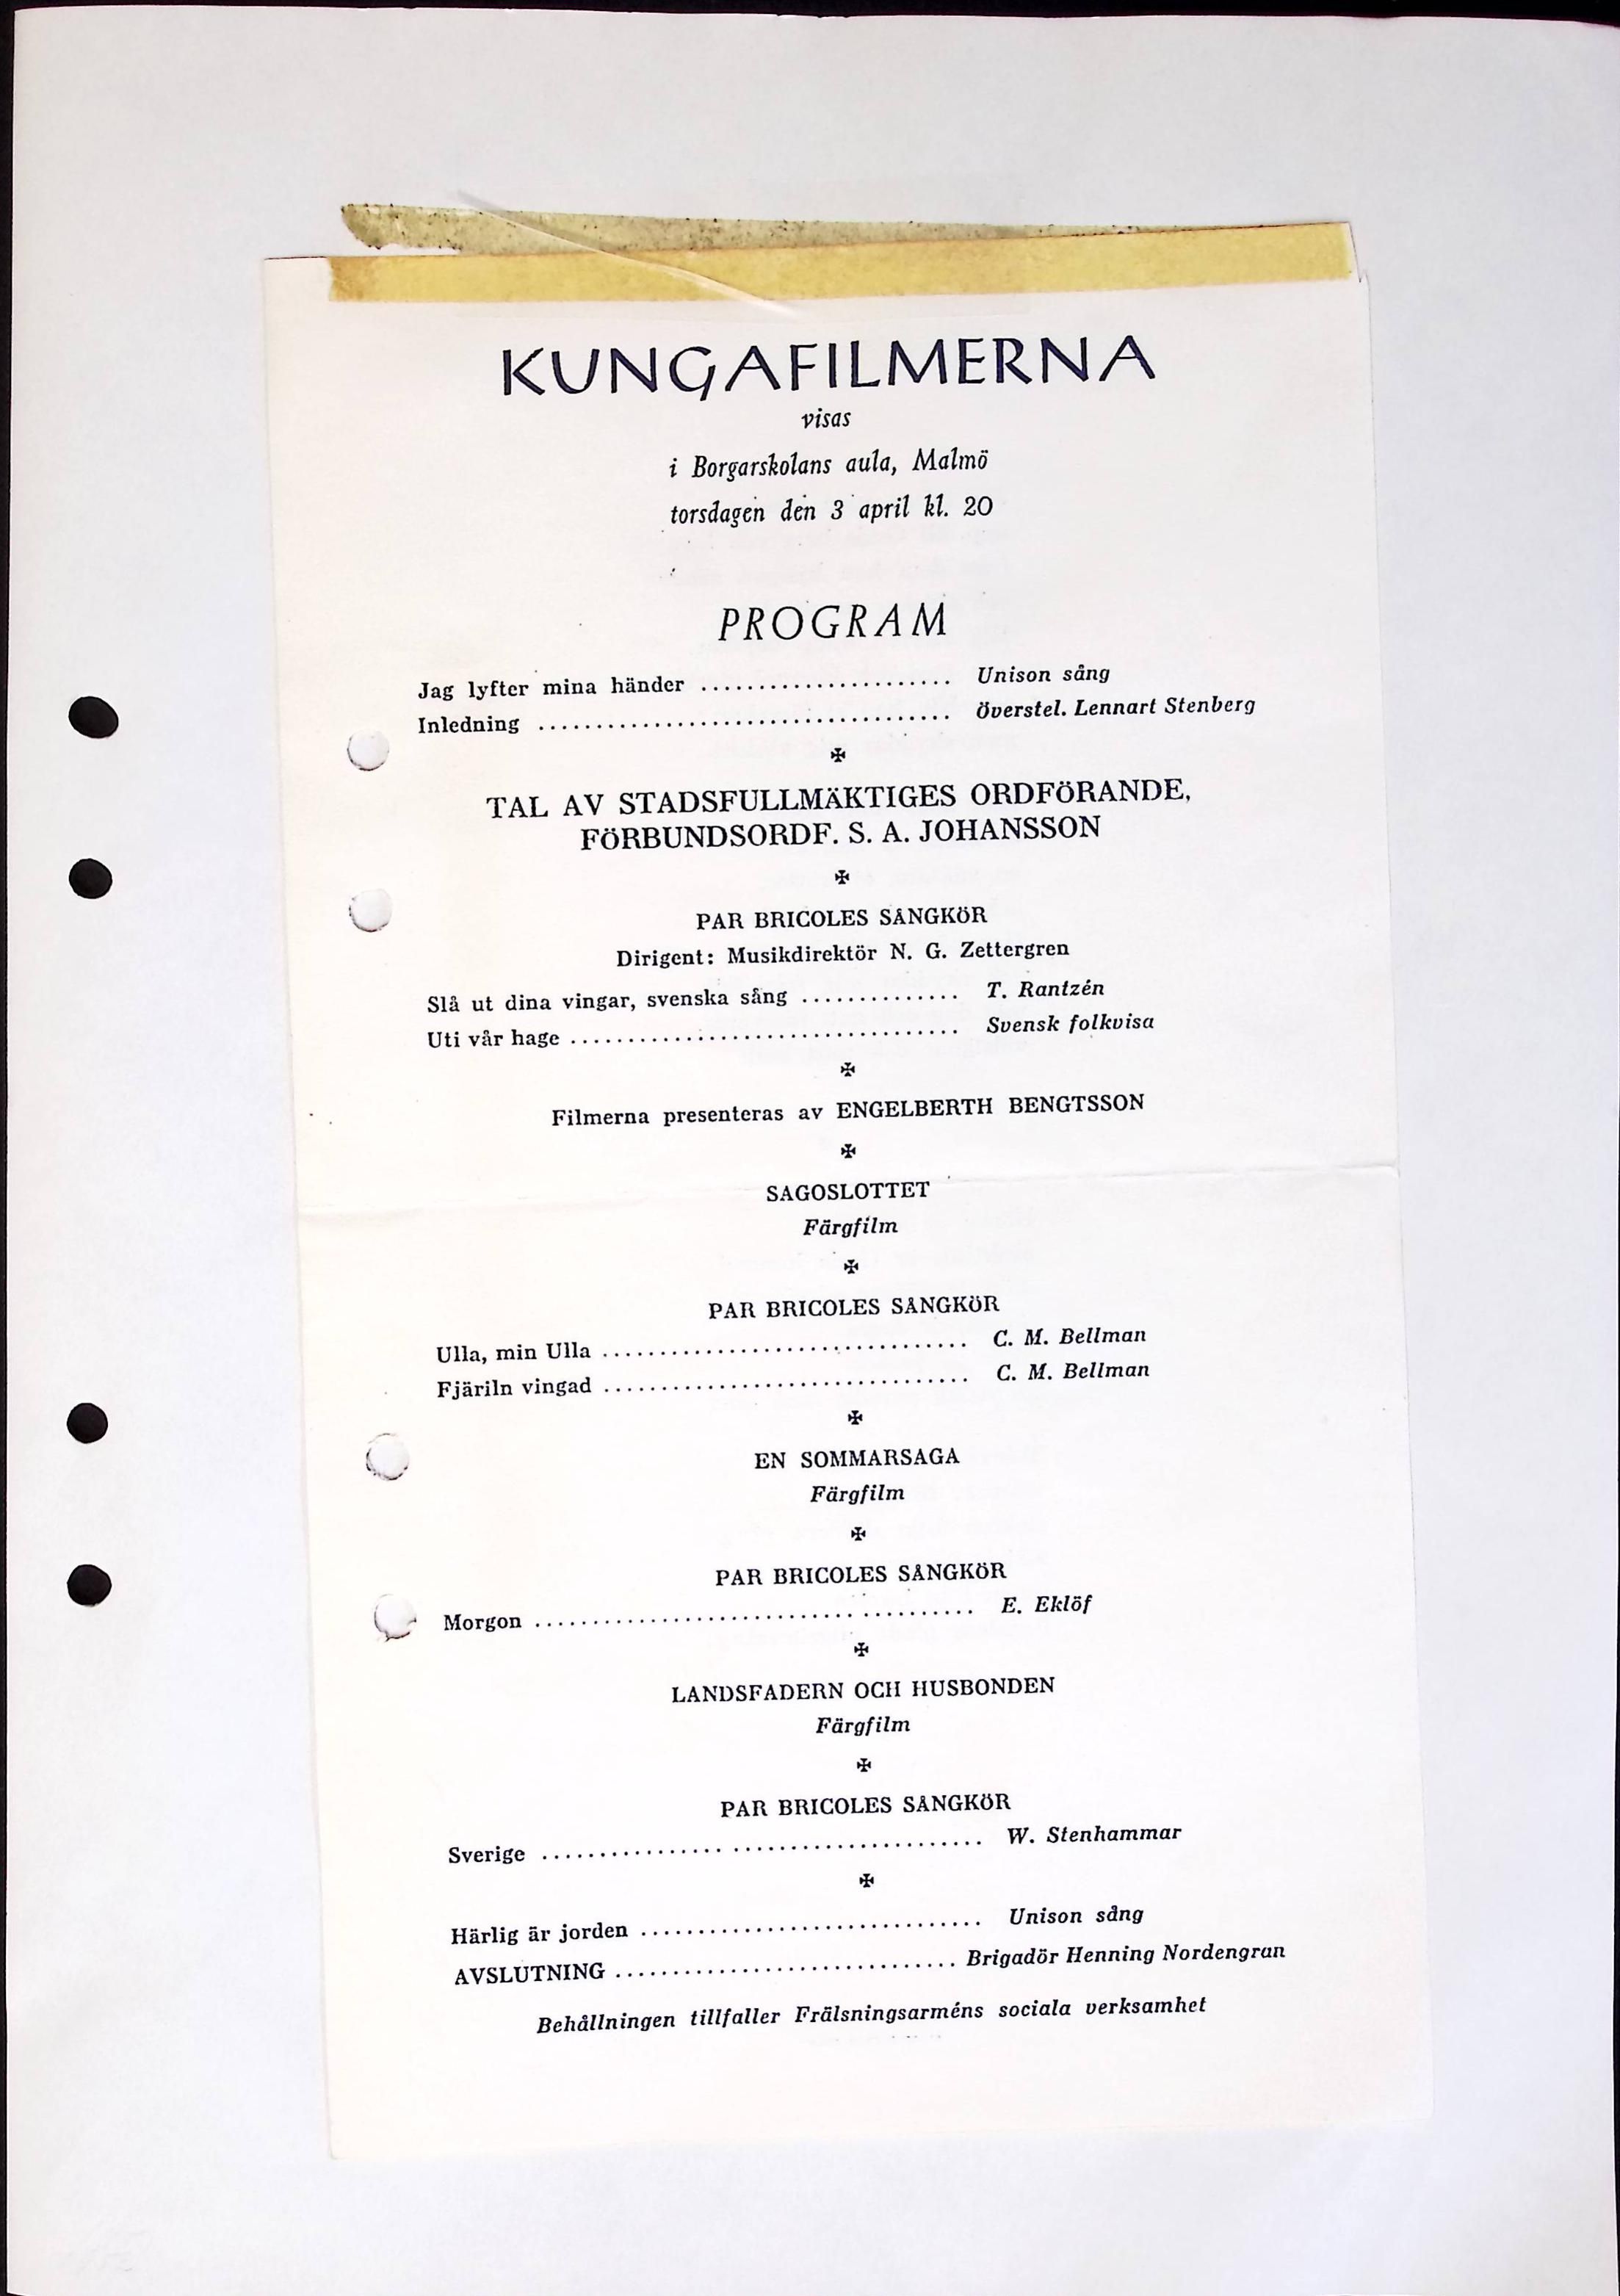 KUNGAFILMERNA
visas
i Borgarskolans aula, Malmö
torsdagen den 3 april kl. 20
PROGRAM
Jag lyfter mina händer ...................... Unison sång
Inledning .................................... Överstel. Lennart Stenberg
✠
TAL AV STADSFULLMÄKTIGES ORDFÖRANDE,
FÖRBUNDSORDF. S. A. JOHANSSON
✠
PAR BRICOLES SÅNGKÖR
Dirigent: Musikdirektör N. G. Zettergren
Slå ut dina vingar, svenska sång .............. T. Rantzén
Uti vår hage .................................. Svensk folkvisa
✠
Filmerna presenteras av ENGELBERTH BENGTSSON
✠
SAGOSLOTTET
Färgfilm
✠
PAR BRICOLES SÅNGKÖR
Ulla, min Ulla ................................ C. M. Bellman
Fjäriln vingad ................................ C. M. Bellman
✠
EN SOMMARSAGA
Färgfilm
✠
PAR BRICOLES SÅNGKÖR
Morgon ...................................... E. Eklöf
✠
LANDSFADERN OCH HUSBONDEN
Färgfilm
✠
PAR BRICOLES SÅNGKÖR
Sverige ...................................... W. Stenhammar
✠
Härlig är jorden .............................. Unison sång
AVSLUTNING .............................. Brigadör Henning Nordengran
Behållningen tillfaller Frälsningsarméns sociala verksamhet